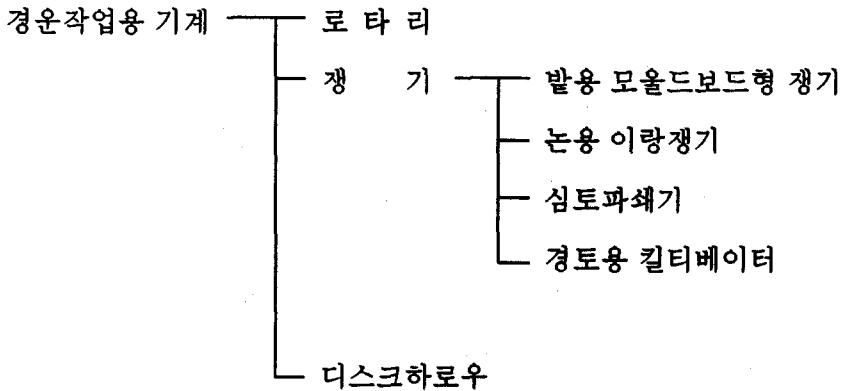 경운작업용 기계
로 타 리
쟁 기
밭용 모울드보드형 쟁기
논용 이랑쟁기
심토파쇄기
경토용 킬티베이터
디스크하로우